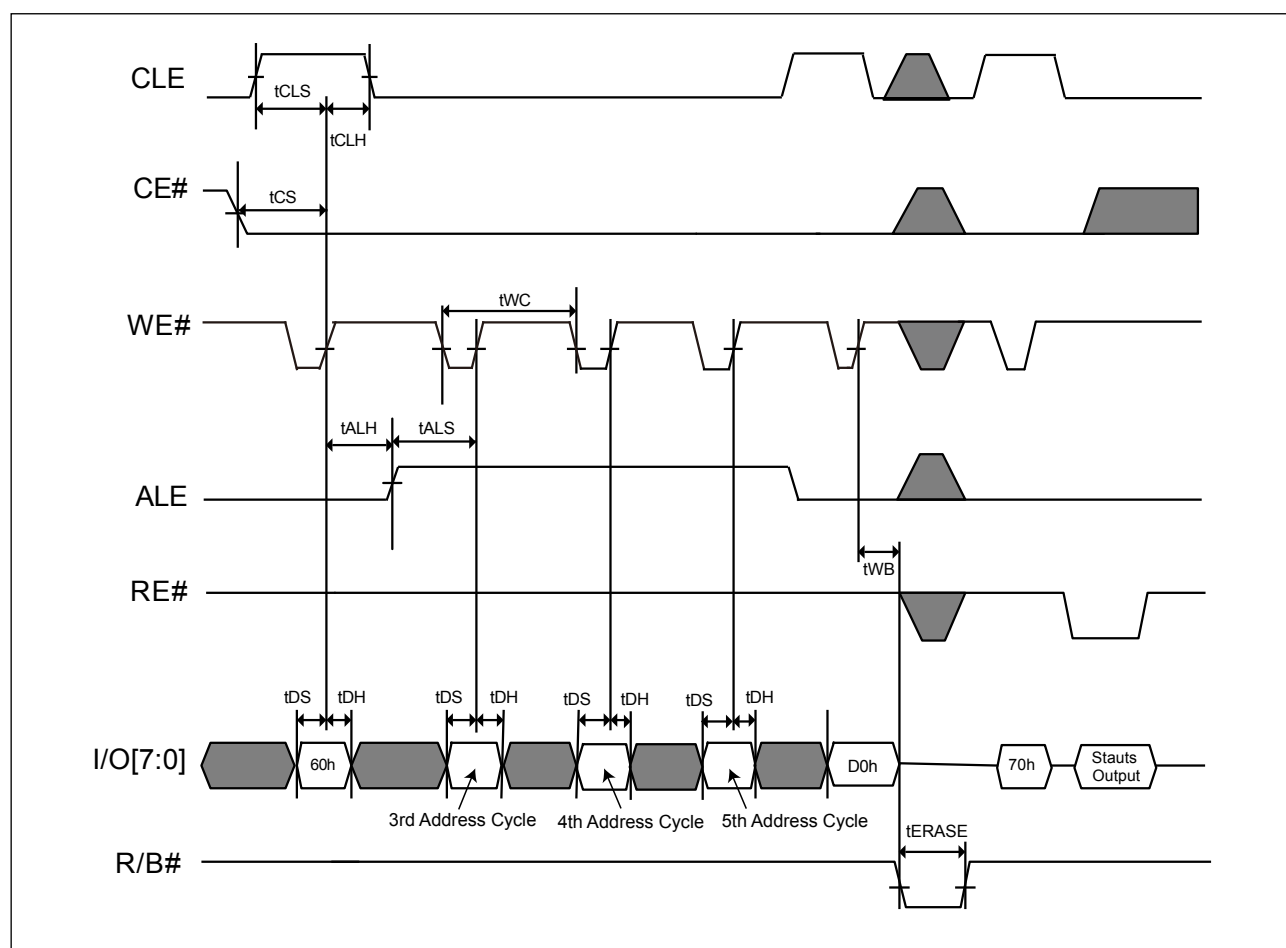 CLE
tCLS
tCLH
CE#
tCS
WE#
tWC
tALH
tALS
ALE
tWB
RE#
tDS
tDH
tDS
tDH
tDS
tDH
tDS
tDH
I/O[7:0]
60h
D0h
70h
Stauts
Output
3rd Address Cycle
4th Address Cycle
5th Address Cycle
tERASE
R/B#